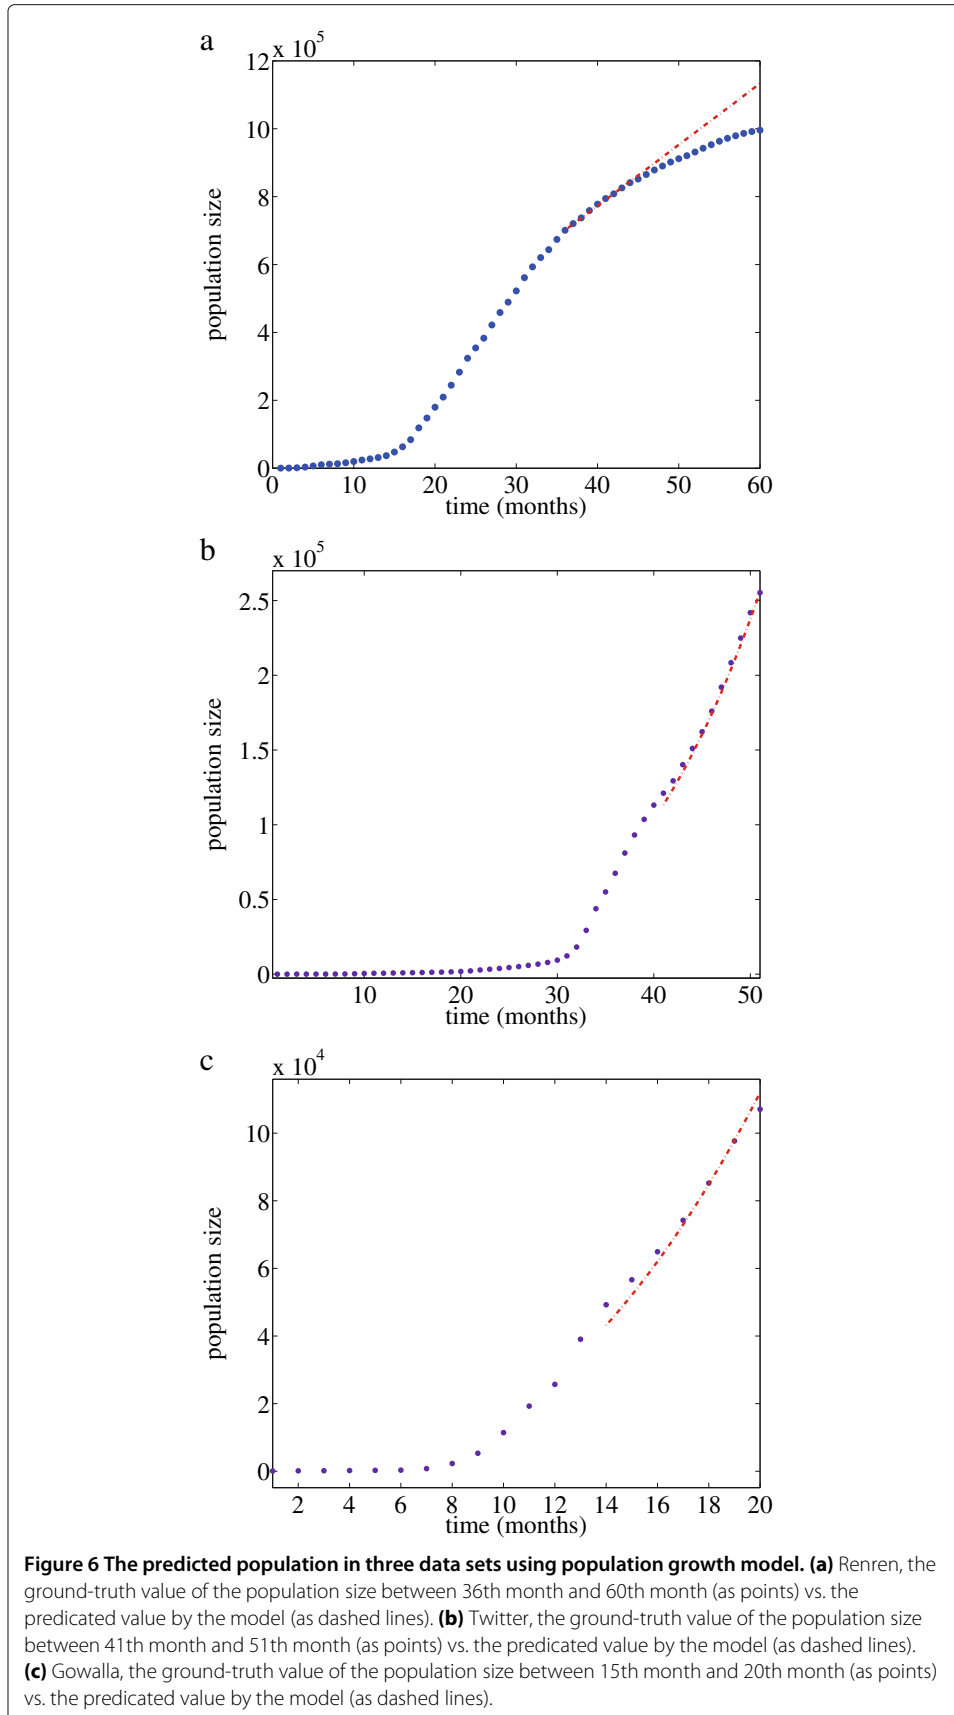 a
x 10⁵
12
10
8
6
4
2
0
population size
0 10 20 30 40 50 60
time (months)
b
x 10⁵
2.5
2
1.5
1
0.5
0
population size
10 20 30 40 50
time (months)
c
x 10⁴
10
8
6
4
2
0
population size
2 4 6 8 10 12 14 16 18 20
time (months)
Figure 6 The predicted population in three data sets using population growth model. (a) Renren, the
ground-truth value of the population size between 36th month and 60th month (as points) vs. the
predicated value by the model (as dashed lines). (b) Twitter, the ground-truth value of the population size
between 41th month and 51th month (as points) vs. the predicated value by the model (as dashed lines).
(c) Gowalla, the ground-truth value of the population size between 15th month and 20th month (as points)
vs. the predicated value by the model (as dashed lines).